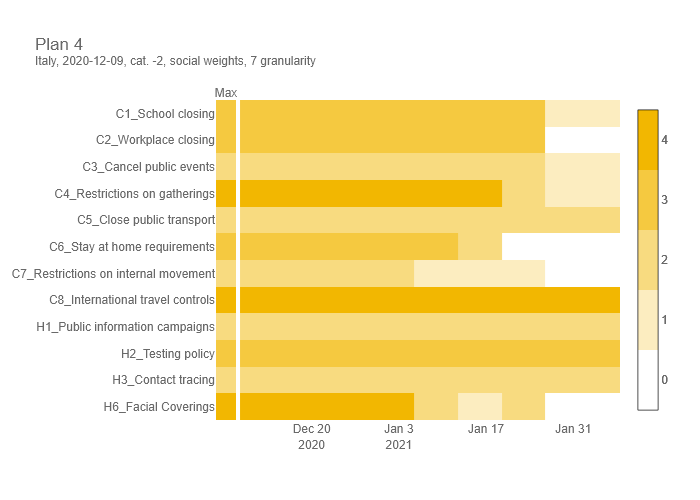 Plan 4
Italy, 2020-12-09, cat. -2, social weights, 7 granularity
Max
C1_School closing
C2_Workplace closing
C3_Cancel public events
C4_Restrictions on gatherings
C5_Close public transport
C6_Stay at home requirements
C7_Restrictions on internal movement
C8_International travel controls
H1_Public information campaigns
H2_Testing policy
H3_Contact tracing
H6_Facial Coverings
Dec 20 Jan 3 Jan 17 Jan 31
2020 2021
4
3
2
1
0